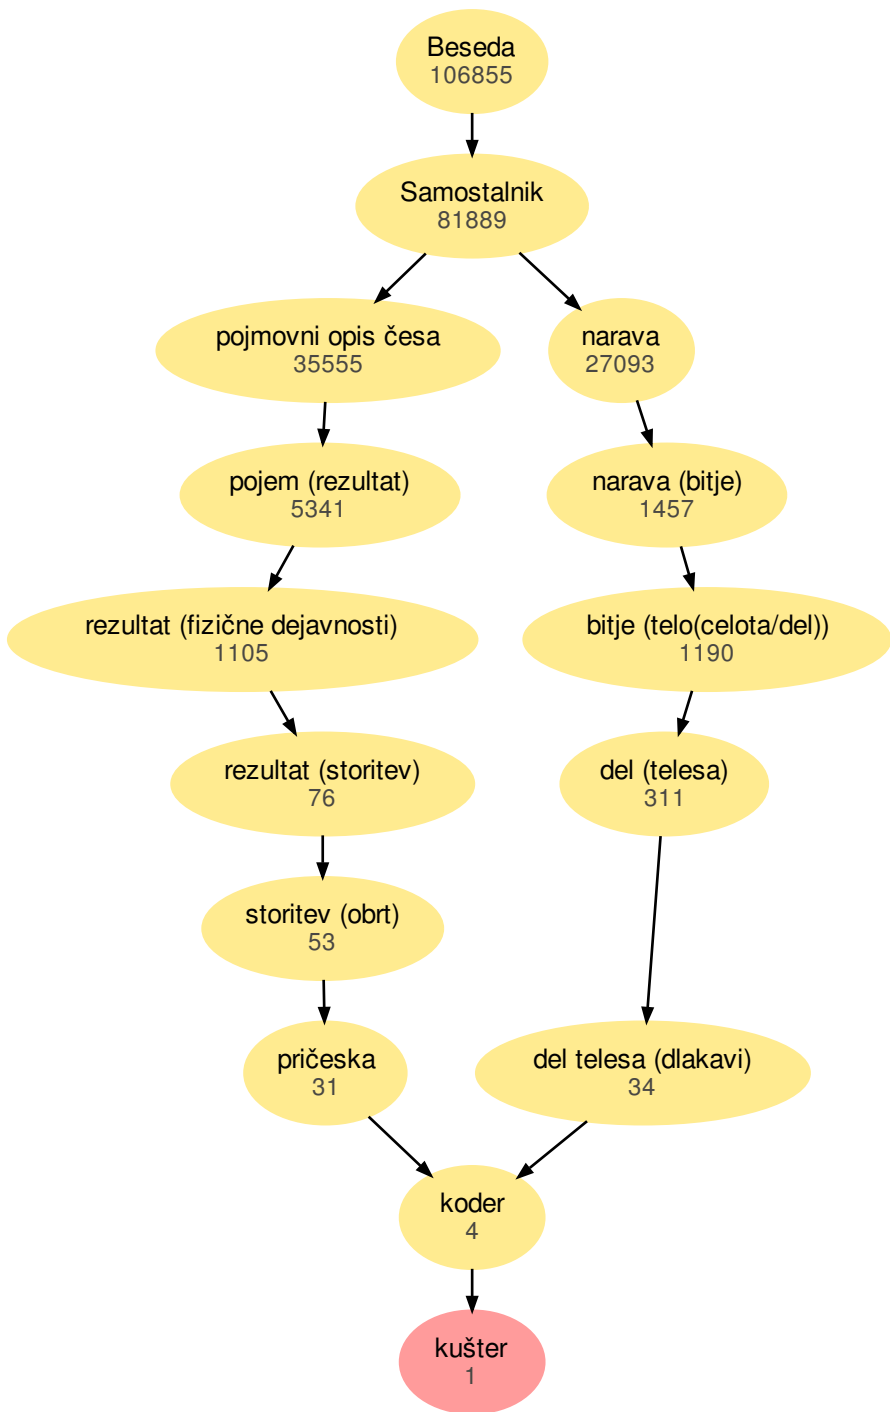 Beseda
106855
Samostalnik
81889
pojmovni opis česa
35555
narava
27093
pojem (rezultat)
5341
narava (bitje)
1457
rezultat (fizične dejavnosti)
1105
bitje (telo(celota/del))
1190
rezultat (storitev)
76
del (telesa)
311
storitev (obrt)
53
pričeska
31
del telesa (dlakavi)
34
koder
4
kušter
1